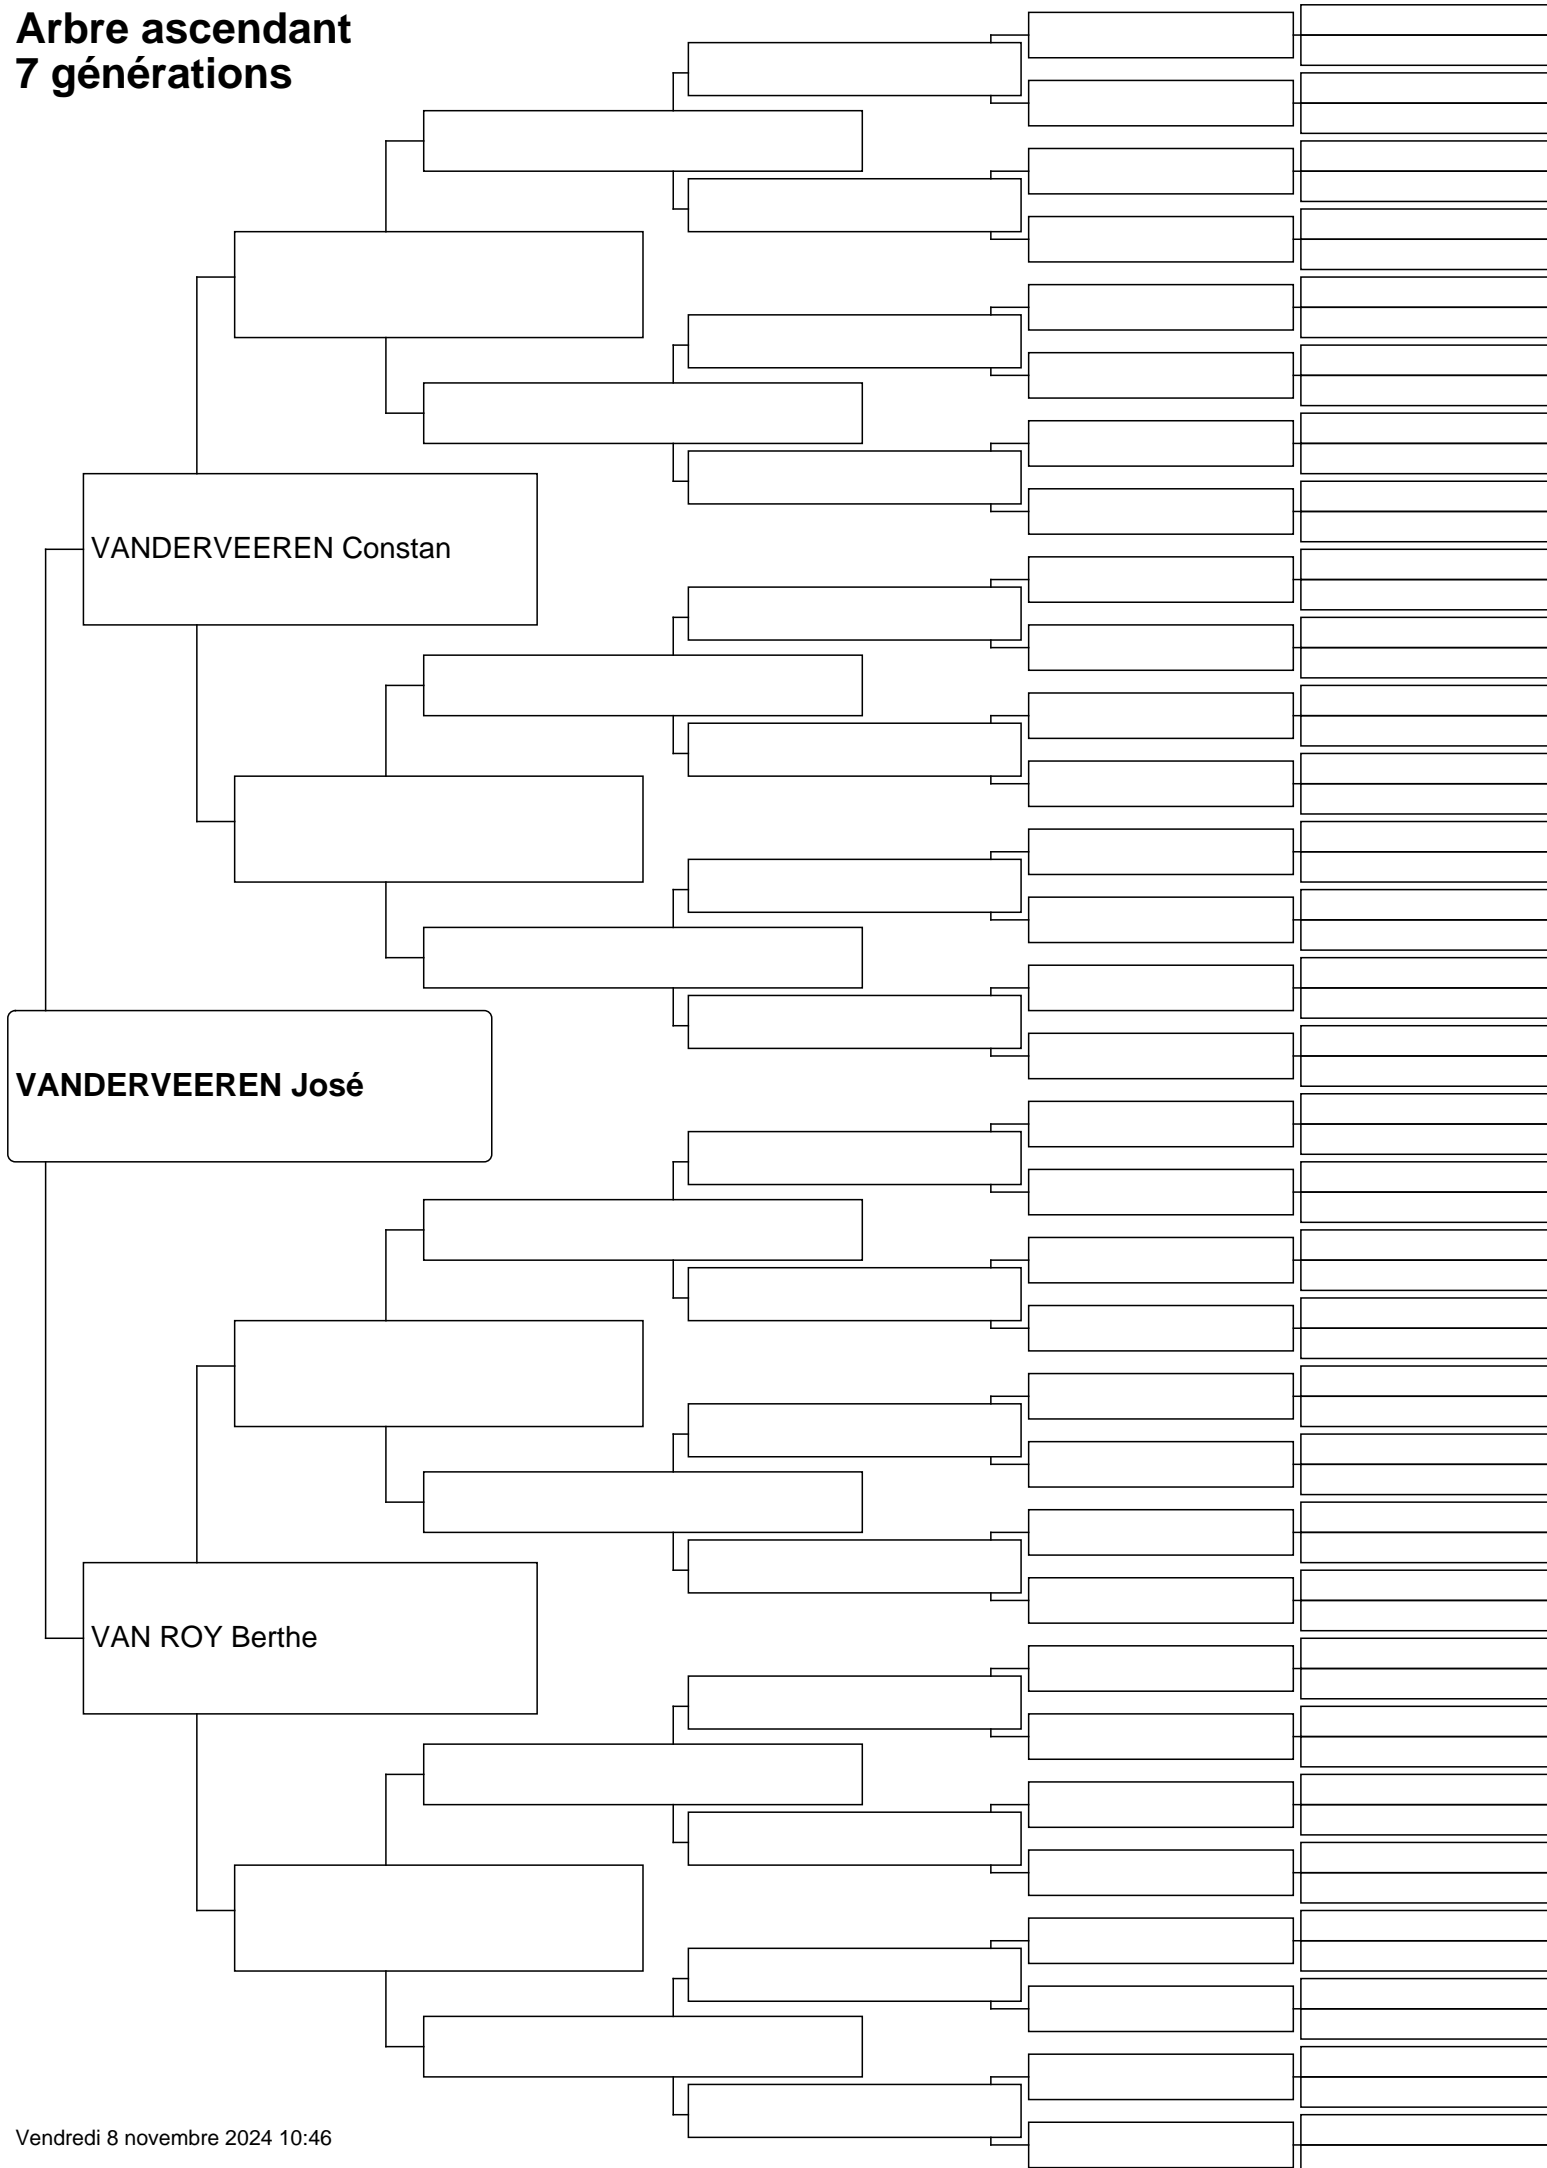 Arbre ascendant
7 générations
VANDERVEEREN Constan
VANDERVEEREN José
VAN ROY Berthe
Vendredi 8 novembre 2024 10:46